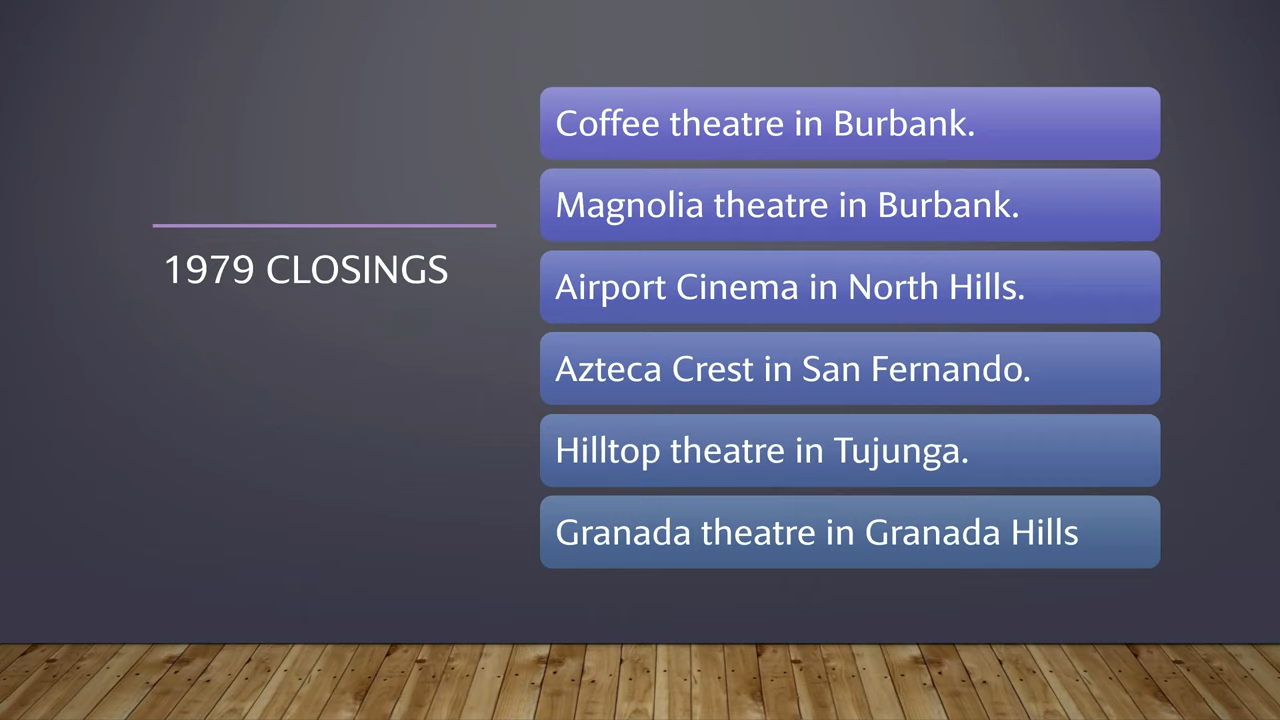 1979 CLOSINGS
Coffee theatre in Burbank.
Magnolia theatre in Burbank.
Airport Cinema in North Hills.
Azteca Crest in San Fernando.
Hilltop theatre in Tujunga.
Granada theatre in Granada Hills